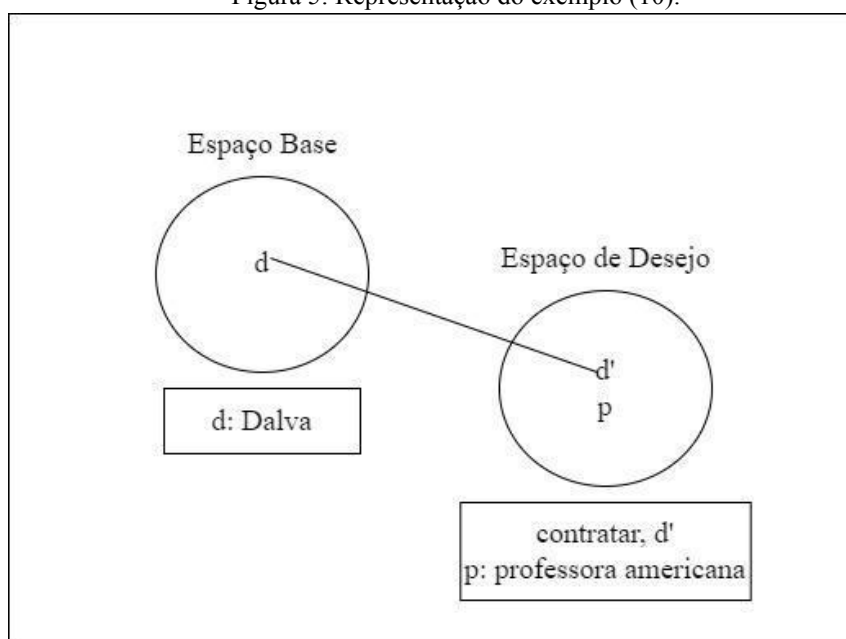 Figura 5: Representação do exemplo (10).
Espaço Base
d
Espaço de Desejo
d'
p
d: Dalva
contratar, d'
p: professora americana